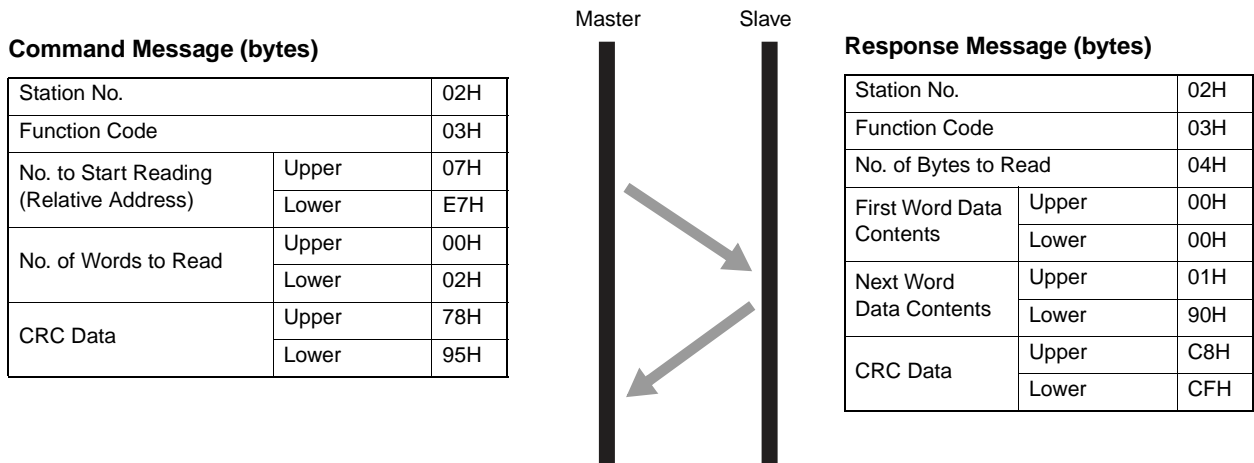 Master Slave
Command Message (bytes)
Station No. 02H
Function Code 03H
No. to Start Reading
(Relative Address)
Upper 07H
Lower E7H
No. of Words to Read
Upper 00H
Lower 02H
CRC Data
Upper 78H
Lower 95H
Response Message (bytes)
Station No. 02H
Function Code 03H
No. of Bytes to Read 04H
First Word Data
Contents
Upper 00H
Lower 00H
Next Word
Data Contents
Upper 01H
Lower 90H
CRC Data
Upper C8H
Lower CFH